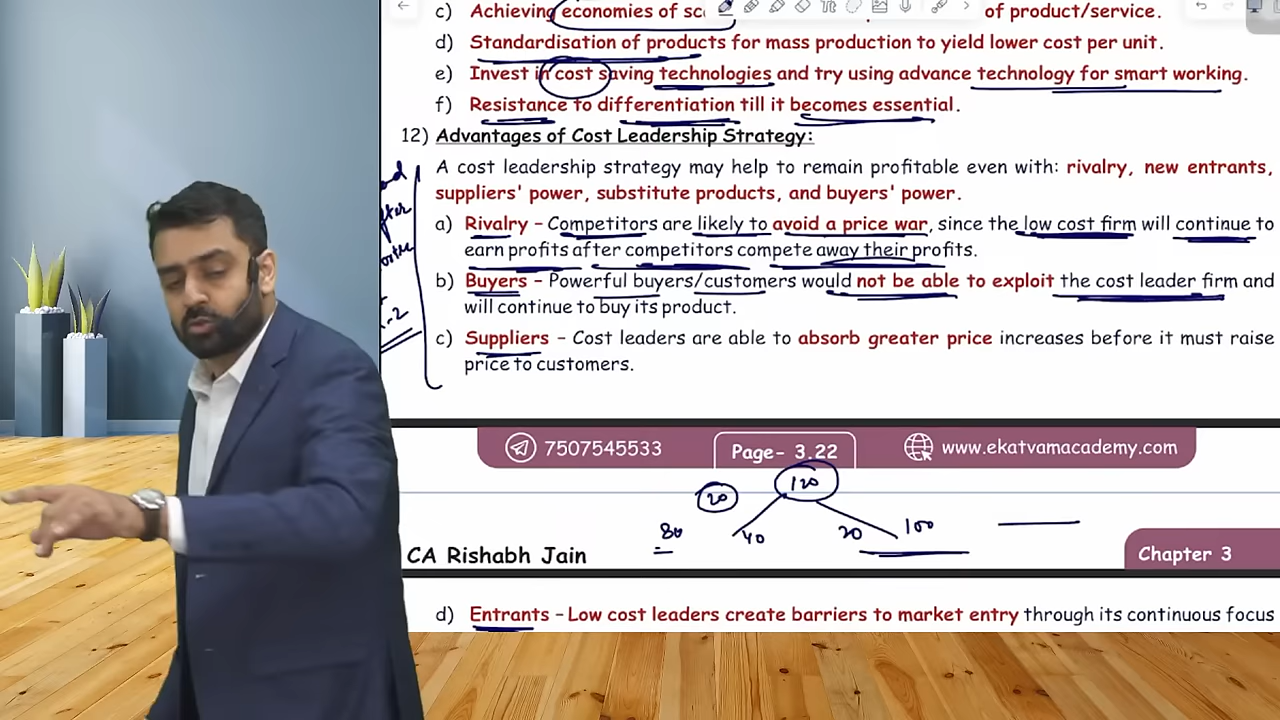 c) Achieving economies of sc of product/service.
d) Standardisation of products for mass production to yield lower cost per unit.
e) Invest in cost saving technologies and try using advance technology for smart working.
f) Resistance to differentiation till it becomes essential.
12) Advantages of Cost Leadership Strategy:
A cost leadership strategy may help to remain profitable even with: rivalry, new entrants,
suppliers' power, substitute products, and buyers' power.
a) Rivalry – Competitors are likely to avoid a price war, since the low cost firm will continue to
earn profits after competitors compete away their profits.
b) Buyers – Powerful buyers/customers would not be able to exploit the cost leader firm and
will continue to buy its product.
c) Suppliers – Cost leaders are able to absorb greater price increases before it must raise
price to customers.
7507545533 Page- 3.22 www.ekatvamacademy.com
20 120
80 40 20 100
CA Rishabh Jain Chapter 3
d) Entrants – Low cost leaders create barriers to market entry through its continuous focus